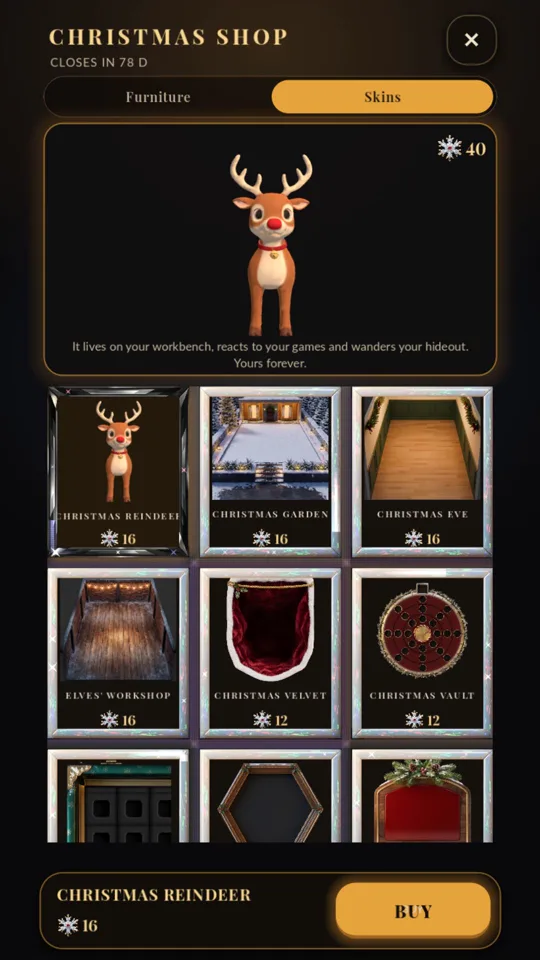 CHRISTMAS SHOP
CLOSES IN 78 D
Furniture
Skins
40
It lives on your workbench, reacts to your games and wanders your hideout.
Yours forever.
CHRISTMAS REINDEER
CHRISTMAS GARDEN
CHRISTMAS EVE
16
16
16
ELVES' WORKSHOP
CHRISTMAS VELVET
CHRISTMAS VAULT
16
12
12
CHRISTMAS REINDEER
16
BUY